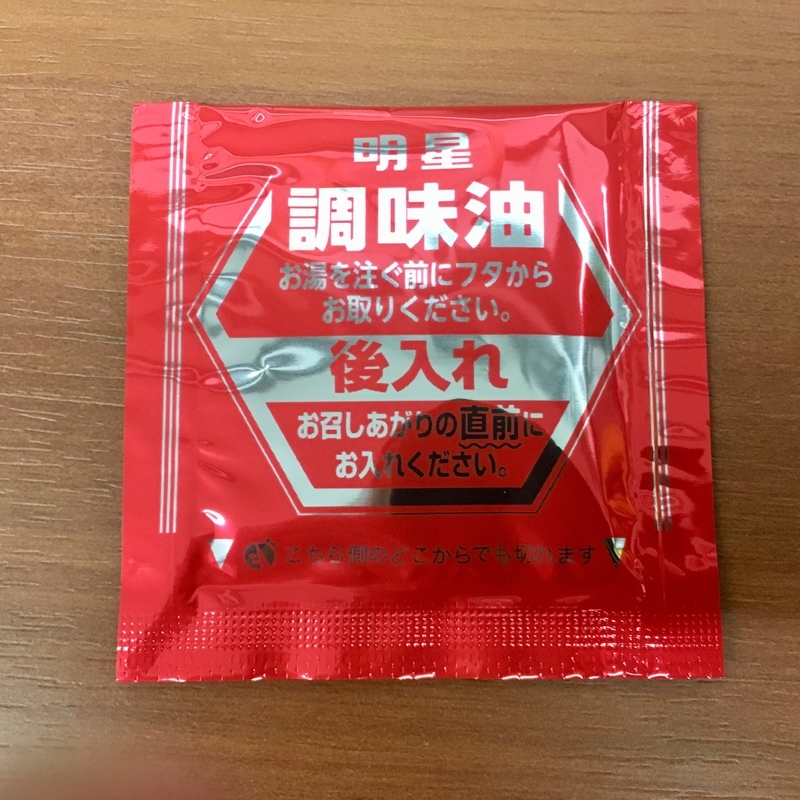 明星
調味油
お湯を注ぐ前にフタから
お取りください。
後入れ
お召しあがりの直前に
お入れください。
こちら側のどこからでも切れます